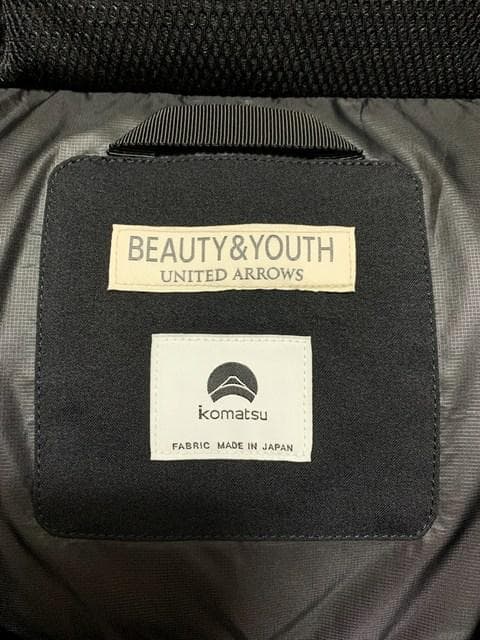 BEAUTY&YOUTH
UNITED ARROWS
komatsu
FABRIC MADE IN JAPAN